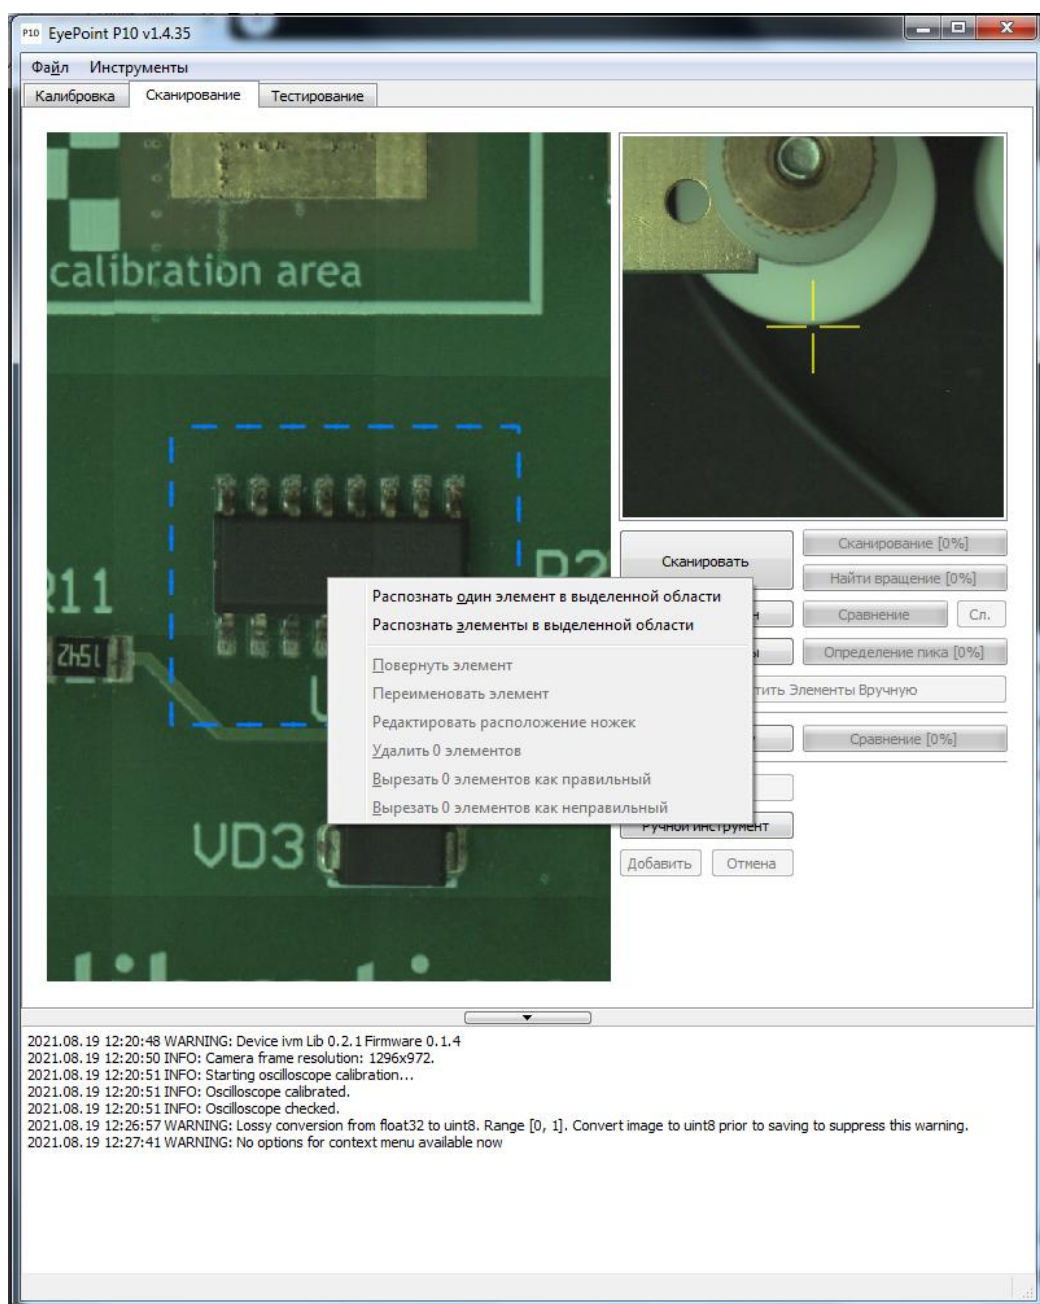 P10 EyePoint P10 v1.4.35
Файл Инструменты
Калибровка Сканирование Тестирование
calibration area
R11
1542
VD3
Сканировать
Сканирование [0%]
Найти вращение [0%]
Сравнение Сл.
Определение пика [0%]
Элементы Вручную
Сравнение [0%]
Ручной инструмент
Добавить Отмена
Распознать один элемент в выделенной области
Распознать элементы в выделенной области
Повернуть элемент
Переименовать элемент
Редактировать расположение ножек
Удалить 0 элементов
Вырезать 0 элементов как правильный
Вырезать 0 элементов как неправильный
2021.08.19 12:20:48 WARNING: Device ivm Lib 0.2.1 Firmware 0.1.4
2021.08.19 12:20:50 INFO: Camera frame resolution: 1296x972.
2021.08.19 12:20:51 INFO: Starting oscilloscope calibration...
2021.08.19 12:20:51 INFO: Oscilloscope calibrated.
2021.08.19 12:20:51 INFO: Oscilloscope checked.
2021.08.19 12:26:57 WARNING: Lossy conversion from float32 to uint8. Range [0, 1]. Convert image to uint8 prior to saving to suppress this warning.
2021.08.19 12:27:41 WARNING: No options for context menu available now